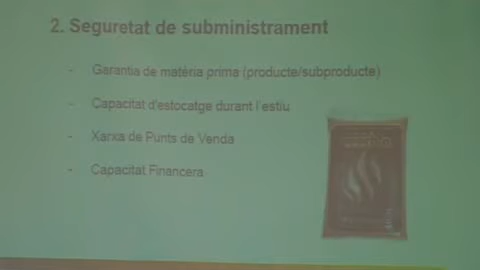 2. Seguretat de subministrament
- Garantia de matèria prima (producte/subproducte)
- Capacitat d'estocatge durant l'estiu
- Xarxa de Punts de Venda
- Capacitat Financera